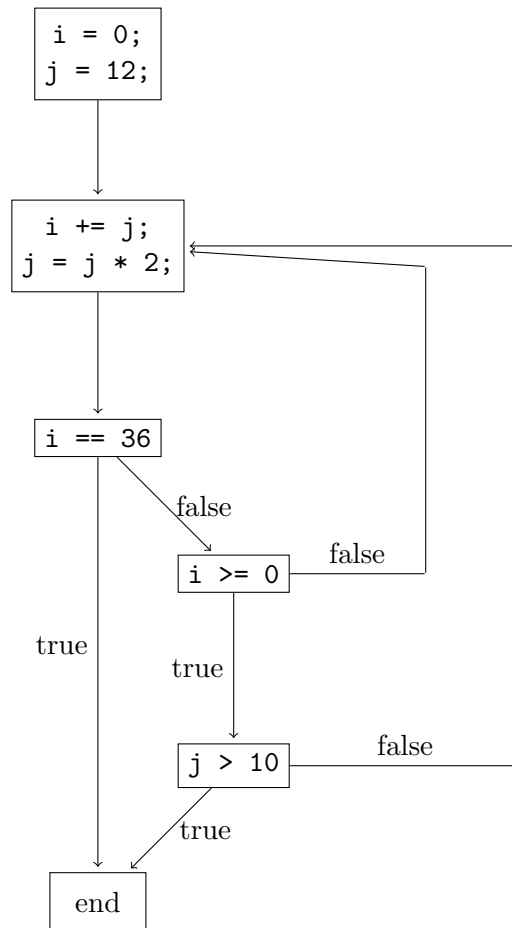 i = 0;
j = 12;
i += j;
j = j * 2;
i == 36
false
i >= 0
false
true
true
j > 10
false
true
end